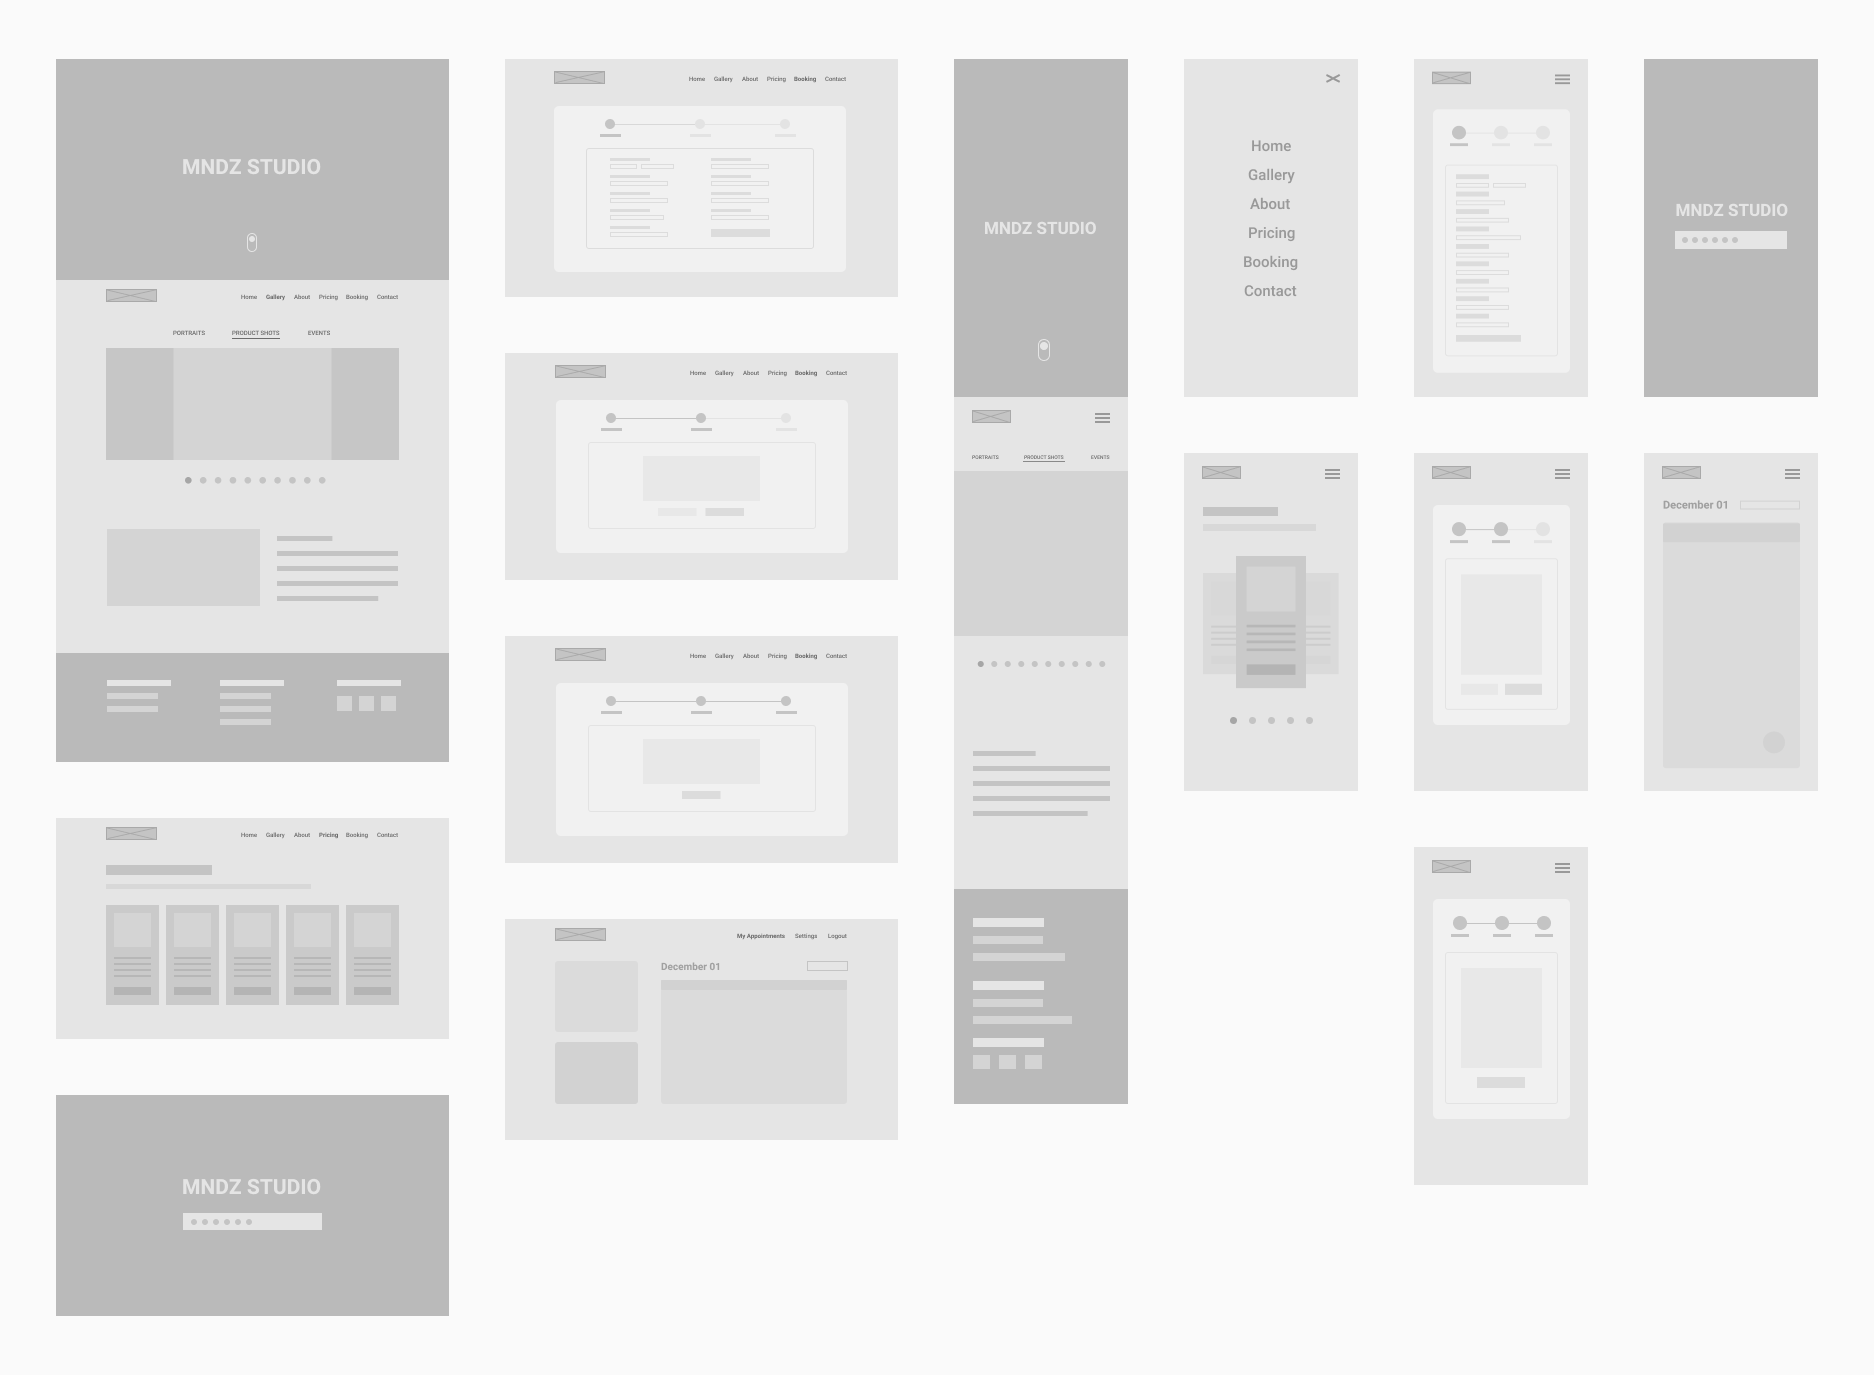 MNDZ STUDIO
Home Gallery About Pricing Booking Contact
PORTRAITS PRODUCT SHOTS EVENTS
Home Gallery About Pricing Booking Contact
MNDZ STUDIO
Home Gallery About Pricing Booking Contact
Home Gallery About Pricing Booking Contact
Home Gallery About Pricing Booking Contact
My Appointments Settings Logout
December 01
MNDZ STUDIO
PORTRAITS PRODUCT SHOTS EVENTS
Home
Gallery
About
Pricing
Booking
Contact
MNDZ STUDIO
December 01